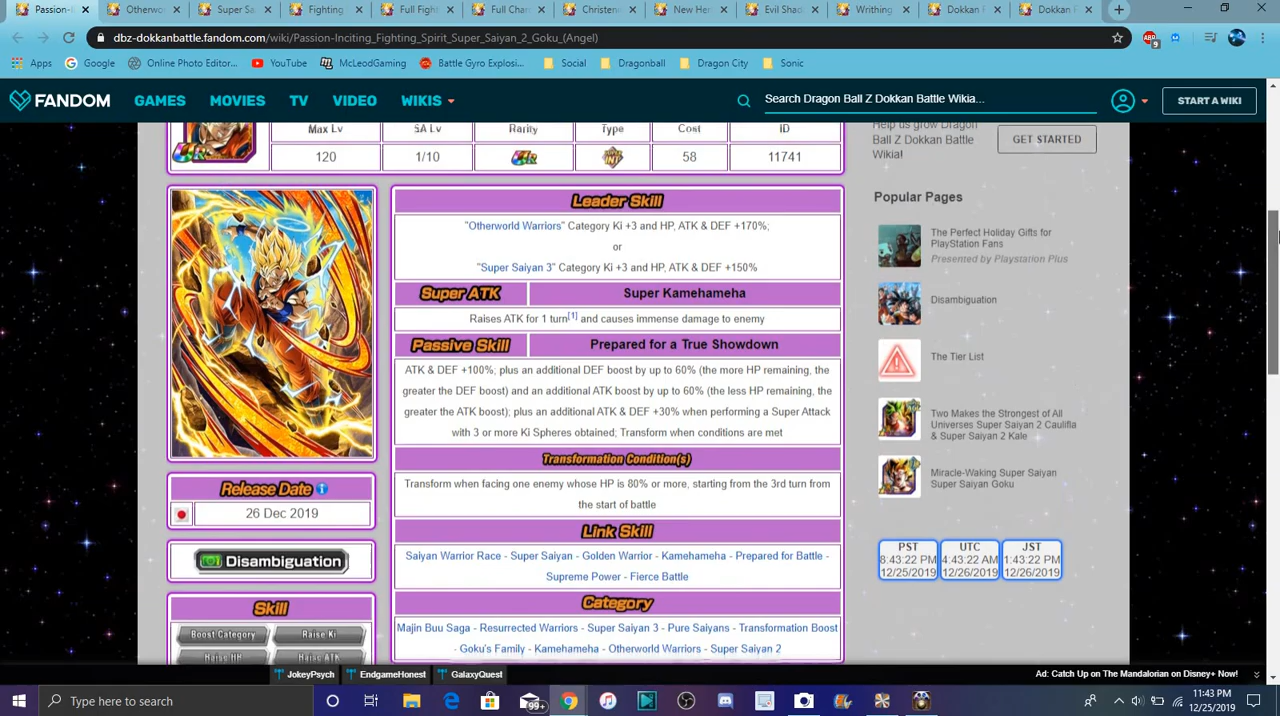 Passion-In
Super Sa
Fighting
Full Fight
Full Chan
Christen
New Her
Evil Shad
Writhing
Dokkan F
Dokkan F
dbz-dokkanbattle.fandom.com/wiki/Passion-Inciting_Fighting_Spirit_Super_Saiyan_2_Goku_(Angel)
Apps Google Online Photo Editor... YouTube McLeodGaming Battle Gyro Explosi... Social Dragonball Dragon City Sonic
FANDOM GAMES MOVIES TV VIDEO WIKIS Search Dragon Ball Z Dokkan Battle Wikia... START A WIKI
Max Lv SA Lv Rarity Type Cost ID
120 1/10 UR INT 58 11741
Leader Skill
"Otherworld Warriors" Category Ki +3 and HP, ATK & DEF +170%;
or
"Super Saiyan 3" Category Ki +3 and HP, ATK & DEF +150%
Super ATK Super Kamehameha
Raises ATK for 1 turn[1] and causes immense damage to enemy
Passive Skill Prepared for a True Showdown
ATK & DEF +100%; plus an additional DEF boost by up to 60% (the more HP remaining, the
greater the DEF boost) and an additional ATK boost by up to 60% (the less HP remaining, the
greater the ATK boost); plus an additional ATK & DEF +30% when performing a Super Attack
with 3 or more Ki Spheres obtained; Transform when conditions are met
Transformation Condition(s)
Transform when facing one enemy whose HP is 80% or more, starting from the 3rd turn from
the start of battle
Link Skill
Saiyan Warrior Race - Super Saiyan - Golden Warrior - Kamehameha - Prepared for Battle -
Supreme Power - Fierce Battle
Category
Majin Buu Saga - Resurrected Warriors - Super Saiyan 3 - Pure Saiyans - Transformation Boost
- Goku's Family - Kamehameha - Otherworld Warriors - Super Saiyan 2
Release Date
26 Dec 2019
Disambiguation
Skill
Boost Category Raise Ki
Raise HP Raise ATK
Help us grow Dragon
Ball Z Dokkan Battle
Wikia!
GET STARTED
Popular Pages
The Perfect Holiday Gifts for
PlayStation Fans
Presented by Playstation Plus
Disambiguation
The Tier List
Two Makes the Strongest of All
Universes Super Saiyan 2 Caulifla
& Super Saiyan 2 Kale
Miracle-Waking Super Saiyan
Super Saiyan Goku
PST UTC JST
8:43:22 PM 4:43:22 AM 1:43:22 PM
12/25/2019 12/26/2019 12/26/2019
JokeyPsych EndgameHonest GalaxyQuest Ad: Catch Up on The Mandalorian on Disney+ Now!
Type here to search
99+
11:43 PM
12/25/2019